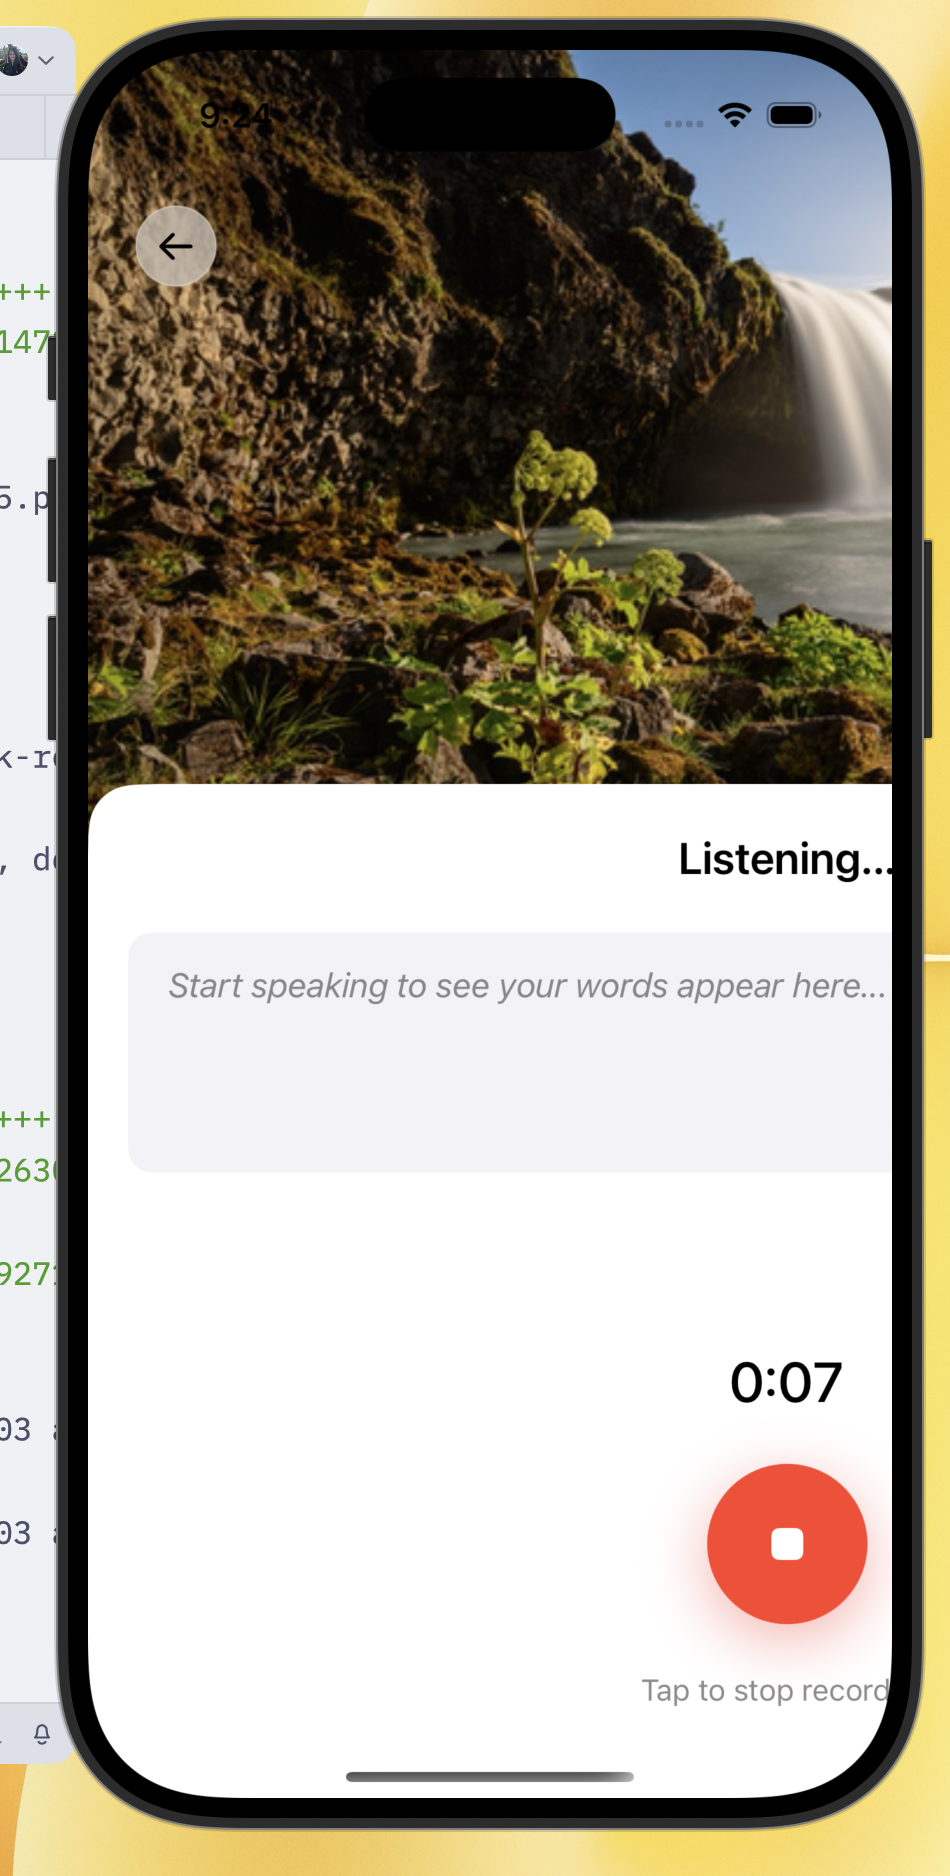 9:24
+++
147
5.p
k-r
, d
Listening...
Start speaking to see your words appear here...
+++
263
927
0:07
03
03
Tap to stop record